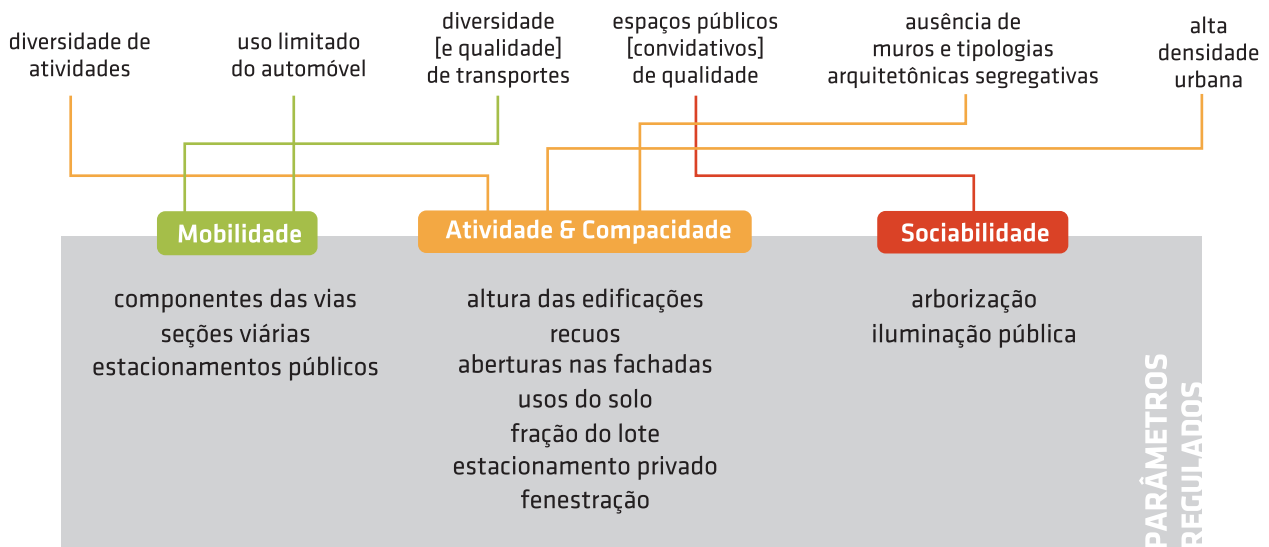 diversidade de
atividades
uso limitado
do automóvel
diversidade
[e qualidade]
de transportes
espaços públicos
[convidativos]
de qualidade
ausência de
muros e tipologias
arquitetônicas segregativas
alta
densidade
urbana
Mobilidade
componentes das vias
seções viárias
estacionamentos públicos
Atividade & Compacidade
altura das edificações
recuos
aberturas nas fachadas
usos do solo
fração do lote
estacionamento privado
fenestração
Sociabilidade
arborização
iluminação pública
PARÂMETROS
REGULADOS